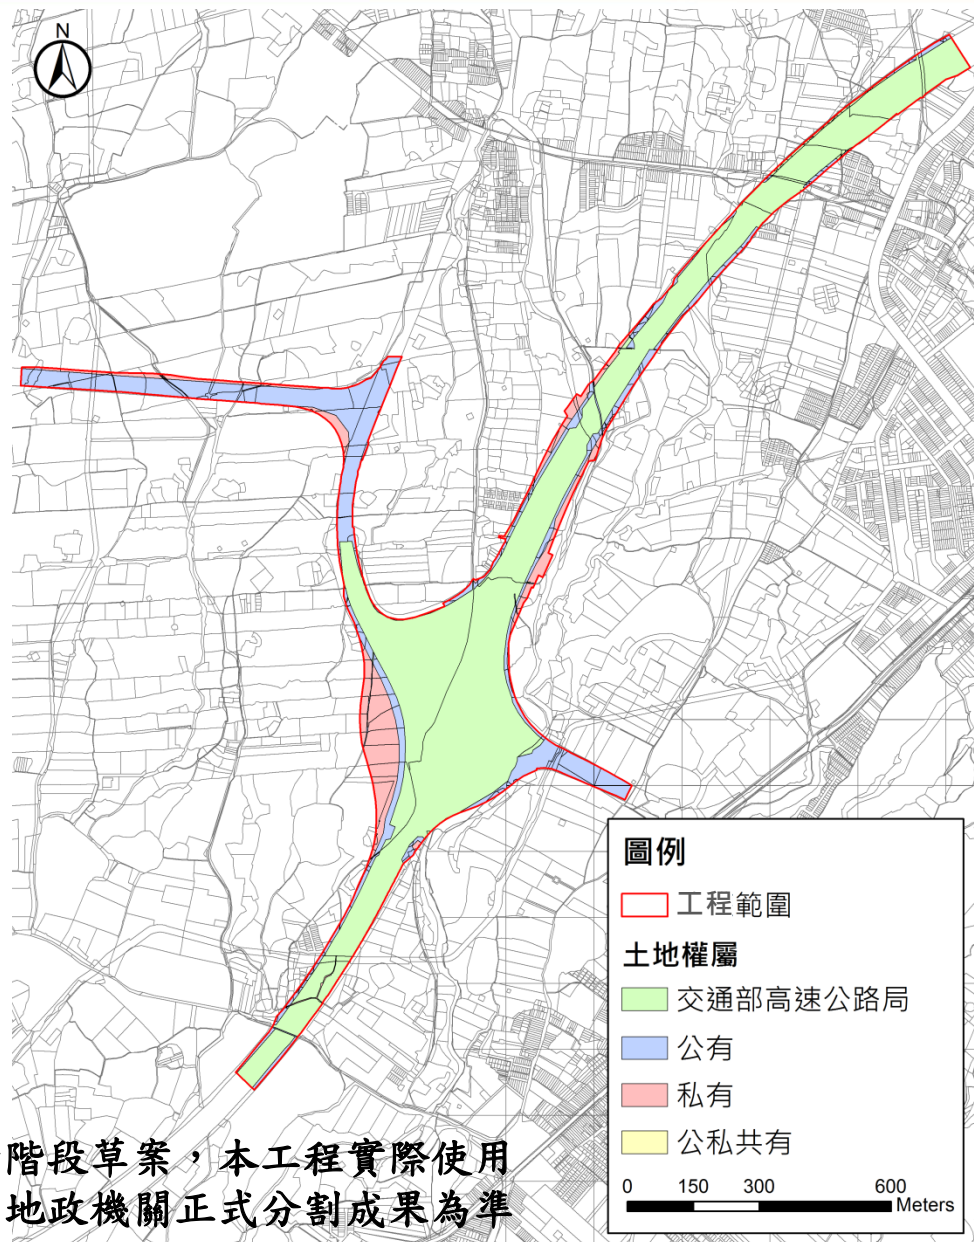 N
圖例
工程範圍
土地權屬
交通部高速公路局
公有
私有
公私共有
0 150 300 600
Meters
階段草案，本工程實際使用
地政機關正式分割成果為準